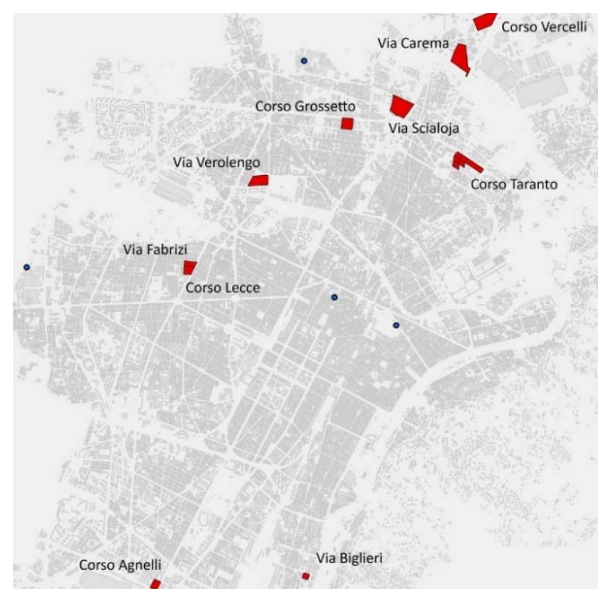 Corso Vercelli
Via Carema
Corso Grossetto
Via Scialoja
Via Verolengo
Corso Taranto
Via Fabrizi
Corso Lecce
Via Biglieri
Corso Agnelli